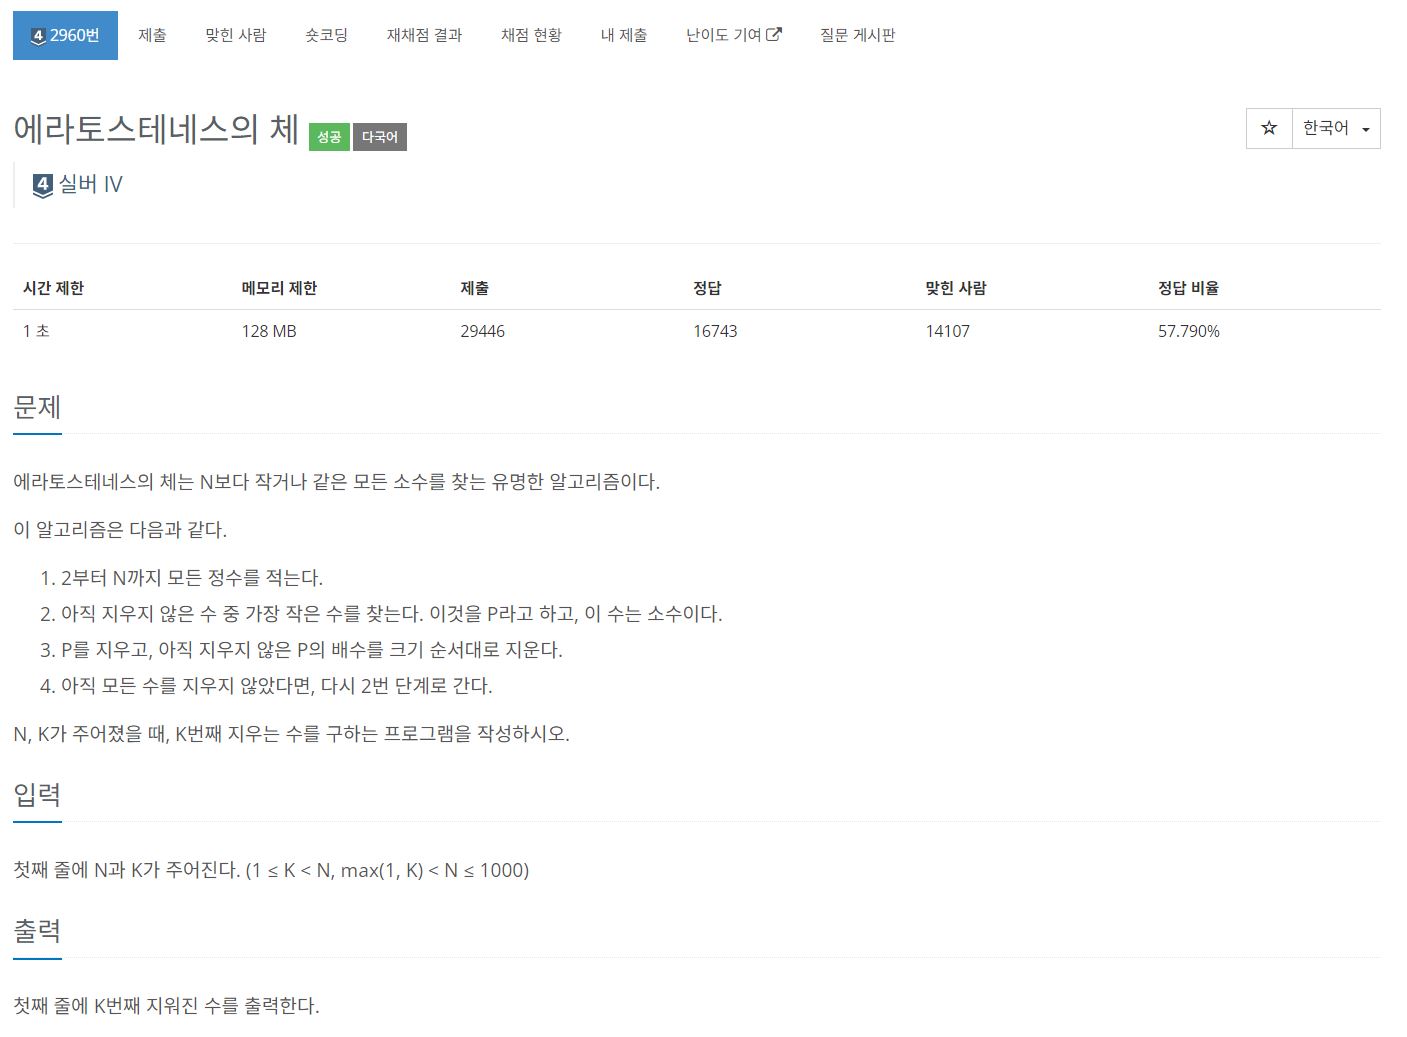 4 2960번 제출 맞힌 사람 숏코딩 재채점 결과 채점 현황 내 제출 난이도 기여 질문 게시판
에라토스테네스의 체 성공 다국어
한국어
4 실버 IV
시간 제한 메모리 제한 제출 정답 맞힌 사람 정답 비율
1 초 128 MB 29446 16743 14107 57.790%
문제
에라토스테네스의 체는 N보다 작거나 같은 모든 소수를 찾는 유명한 알고리즘이다.
이 알고리즘은 다음과 같다.
1. 2부터 N까지 모든 정수를 적는다.
2. 아직 지우지 않은 수 중 가장 작은 수를 찾는다. 이것을 P라고 하고, 이 수는 소수이다.
3. P를 지우고, 아직 지우지 않은 P의 배수를 크기 순서대로 지운다.
4. 아직 모든 수를 지우지 않았다면, 다시 2번 단계로 간다.
N, K가 주어졌을 때, K번째 지우는 수를 구하는 프로그램을 작성하시오.
입력
첫째 줄에 N과 K가 주어진다. (1 ≤ K < N, max(1, K) < N ≤ 1000)
출력
첫째 줄에 K번째 지워진 수를 출력한다.